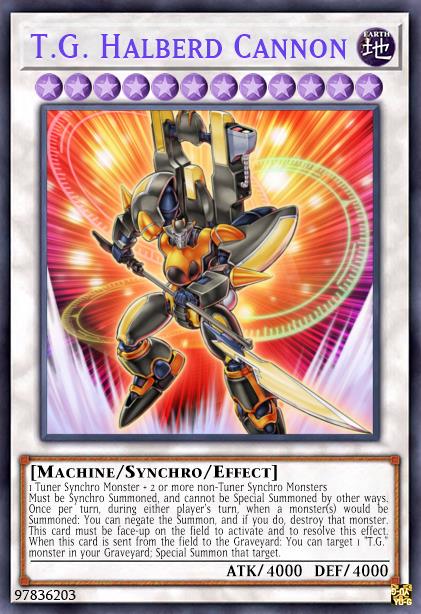 T.G. HALBERD CANNON
EARTH
地
[MACHINE/SYNCHRO/EFFECT]
1 Tuner Synchro Monster + 2 or more non-Tuner Synchro Monsters
Must be Synchro Summoned, and cannot be Special Summoned by other ways.
Once per turn, during either player's turn, when a monster(s) would be
Summoned: You can negate the Summon, and if you do, destroy that monster.
This card must be face-up on the field to activate and to resolve this effect.
When this card is sent from the field to the Graveyard: You can target 1 "T.G."
monster in your Graveyard; Special Summon that target.
ATK/4000 DEF/4000
97836203